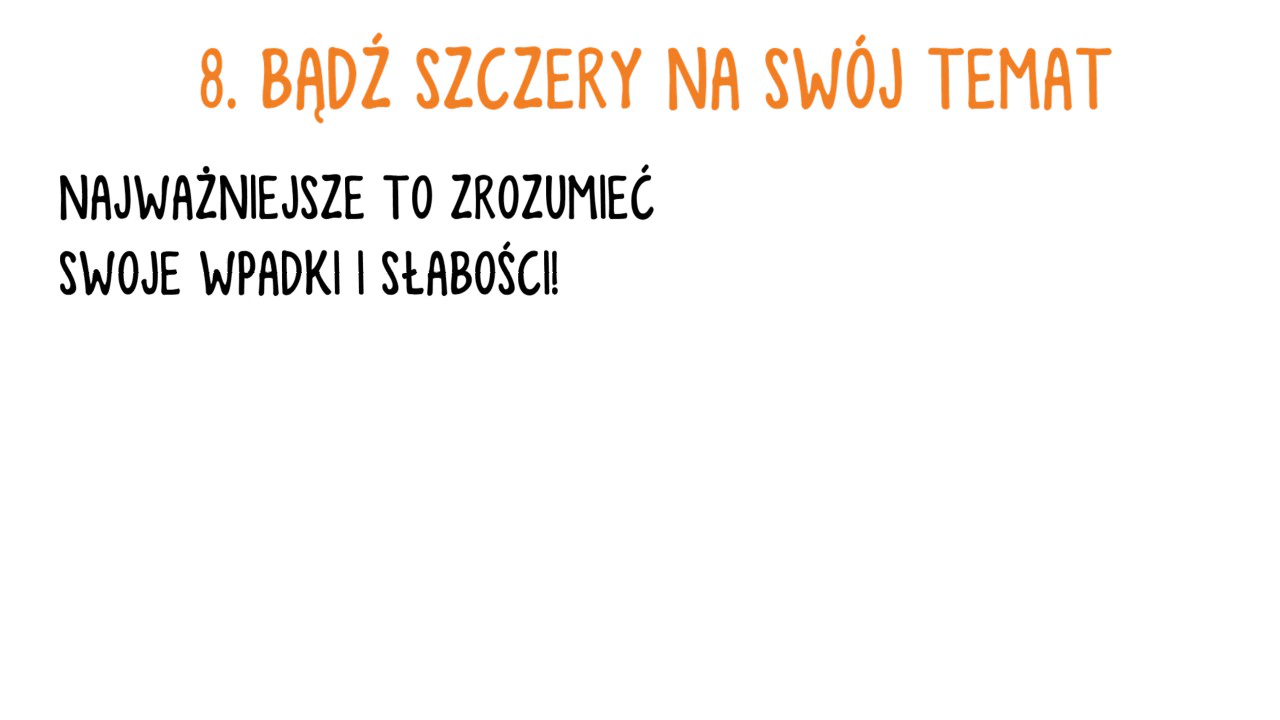 8. BĄDŹ SZCZERY NA SWÓJ TEMAT
NAJWAŻNIEJSZE TO ZROZUMIEĆ
SWOJE WPADKI I SŁABOŚCI!